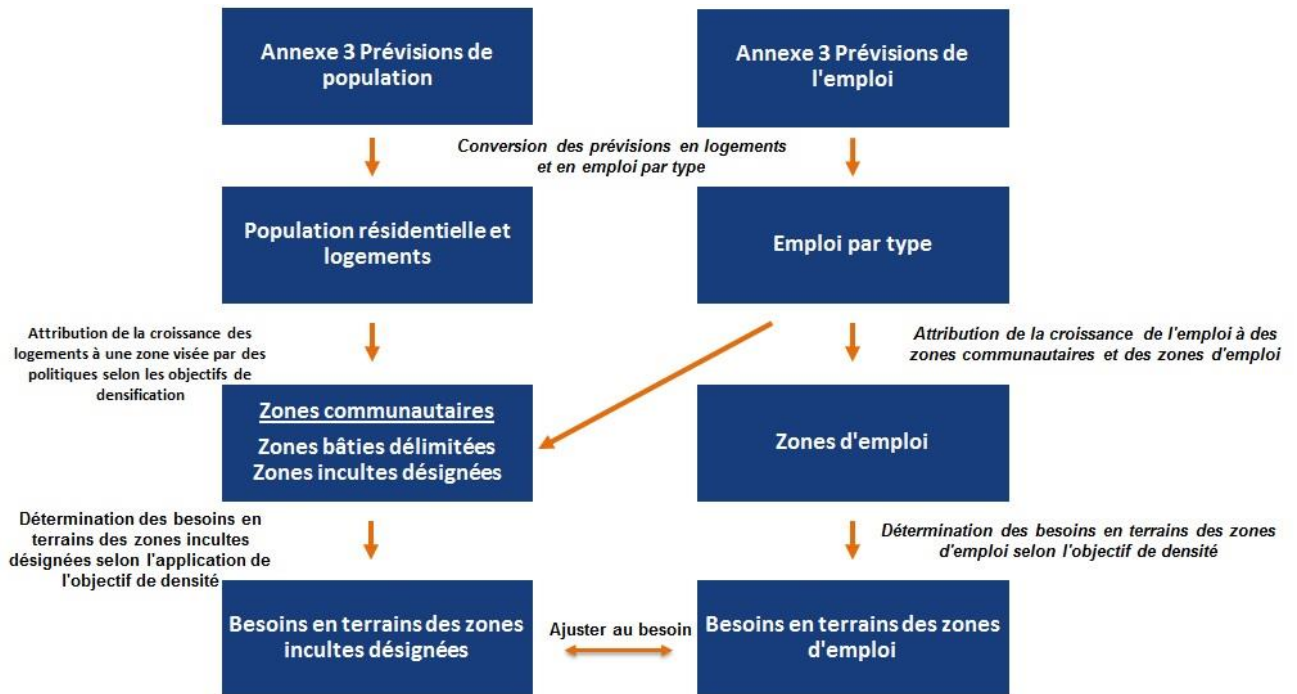 Annexe 3 Prévisions de
population
Annexe 3 Prévisions de
l'emploi
Conversion des prévisions en logements
et en emploi par type
Population résidentielle et
logements
Emploi par type
Attribution de la croissance des
logements à une zone visée par des
politiques selon les objectifs de
densification
Attribution de la croissance de l'emploi à des
zones communautaires et des zones d'emploi
Zones communautaires
Zones bâties délimitées
Zones incultes désignées
Zones d'emploi
Détermination des besoins en
terrains des zones incultes
désignées selon l'application de
l'objectif de densité
Détermination des besoins en terrains des zones
d'emploi selon l'objectif de densité
Besoins en terrains des zones
incultes désignées
Ajuster au besoin
Besoins en terrains des zones
d'emploi